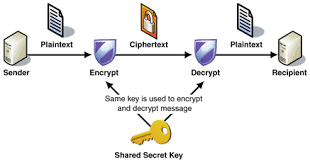 Plaintext
Ciphertext
Plaintext
Sender
Encrypt
Decrypt
Recipient
Same key is used to encrypt
and decrypt message
Shared Secret Key